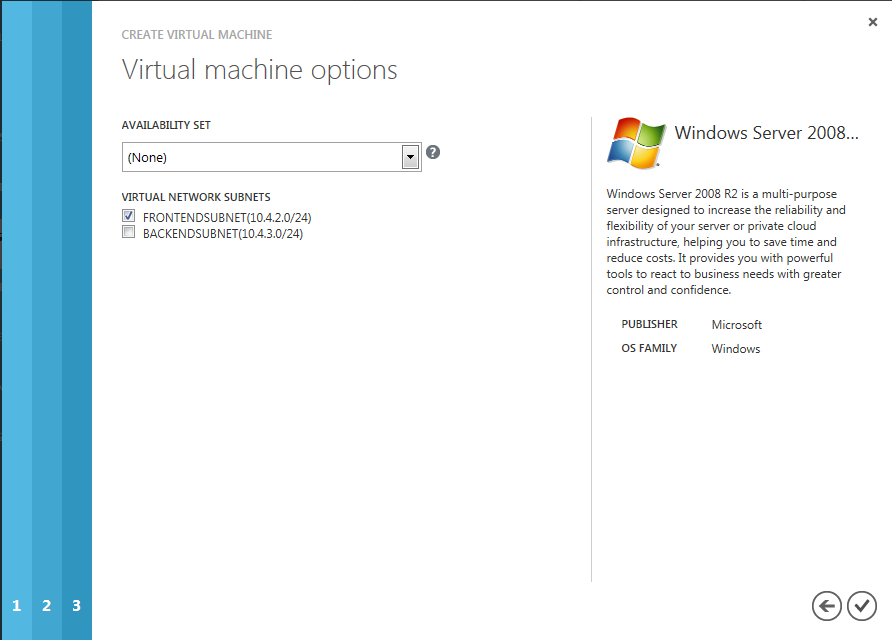 CREATE VIRTUAL MACHINE
Virtual machine options
AVAILABILITY SET
(None)
?
VIRTUAL NETWORK SUBNETS
FRONTENDSUBNET(10.4.2.0/24)
BACKENDSUBNET(10.4.3.0/24)
Windows Server 2008...
Windows Server 2008 R2 is a multi-purpose
server designed to increase the reliability and
flexibility of your server or private cloud
infrastructure, helping you to save time and
reduce costs. It provides you with powerful
tools to react to business needs with greater
control and confidence.
PUBLISHER Microsoft
OS FAMILY Windows
1 2 3